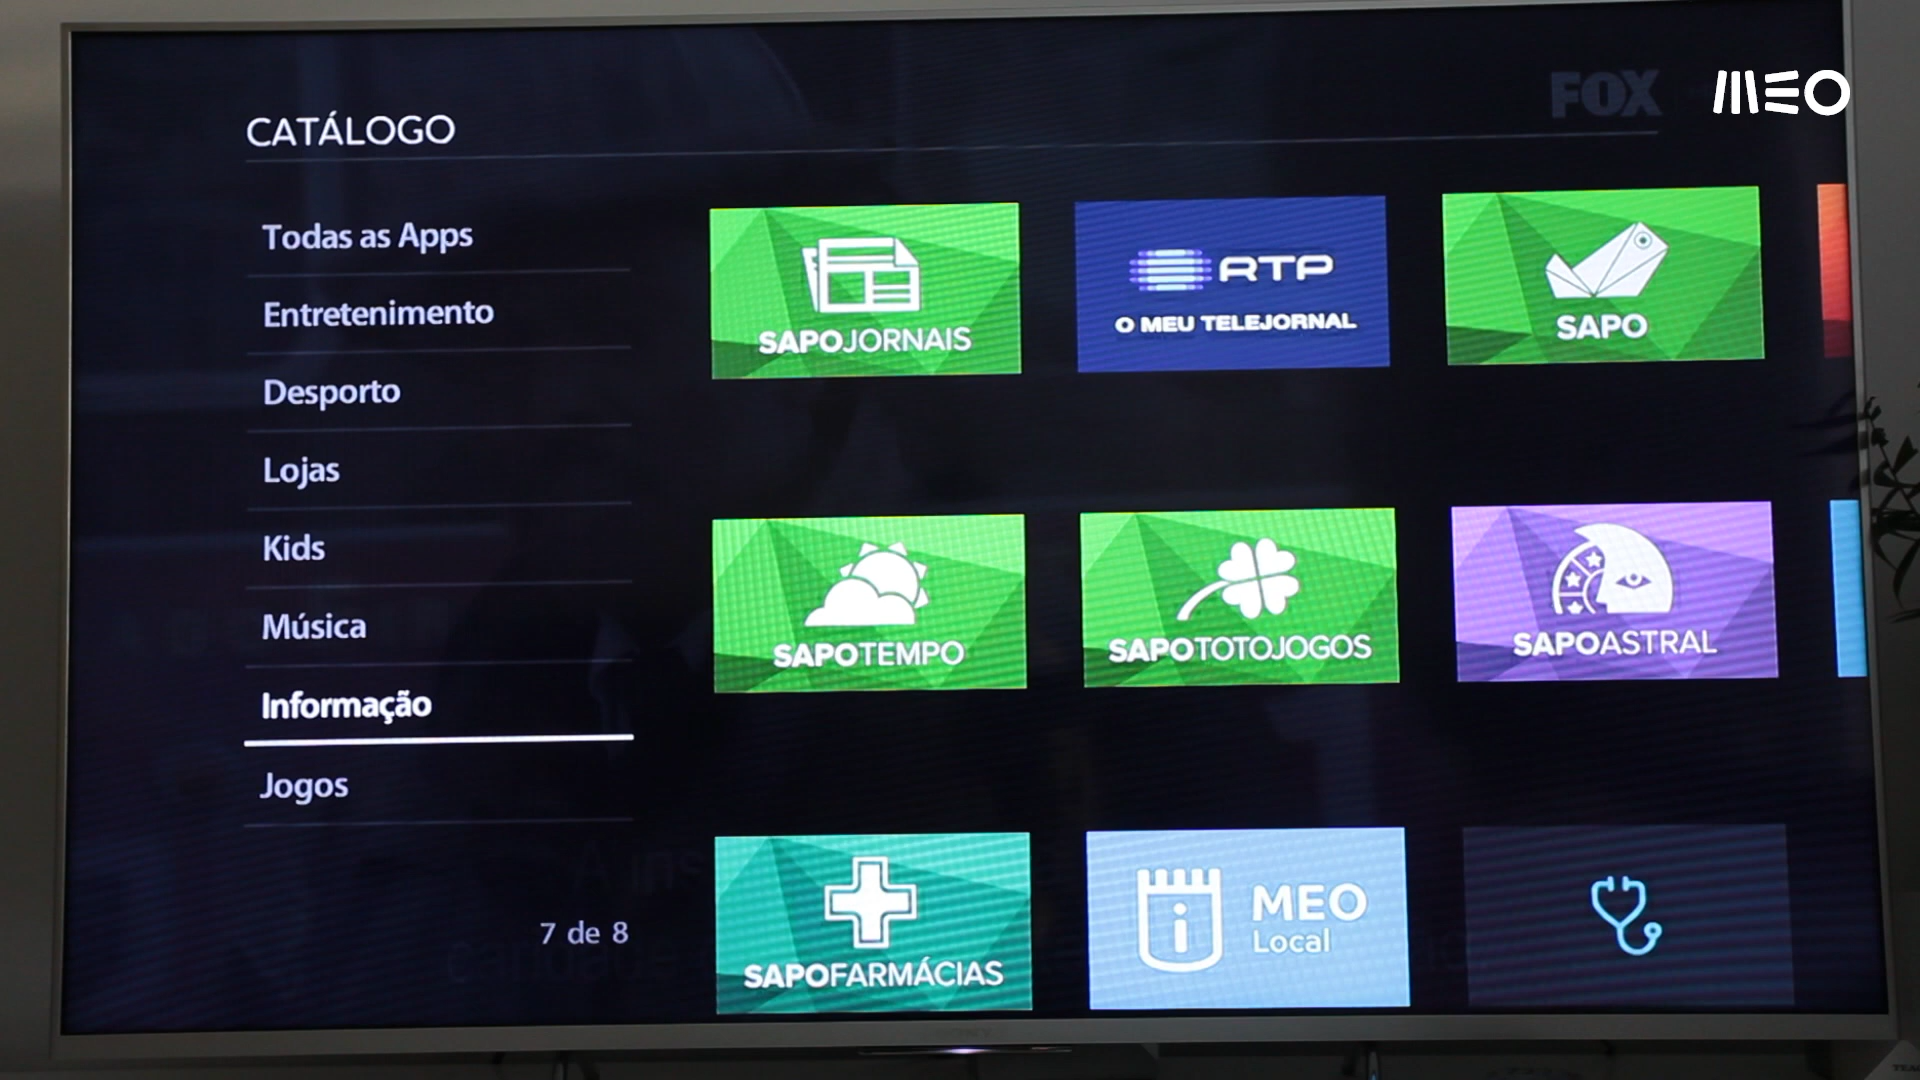 FOX
MEO
CATÁLOGO
Todas as Apps
Entretenimento
Desporto
Lojas
Kids
Música
Informação
Jogos
7 de 8
SAPOJORNAIS
RTP
O MEU TELEJORNAL
SAPO
SAPOTEMPO
SAPOTOTOJOGOS
SAPOASTRAL
SAPOFARMÁCIAS
MEO
Local